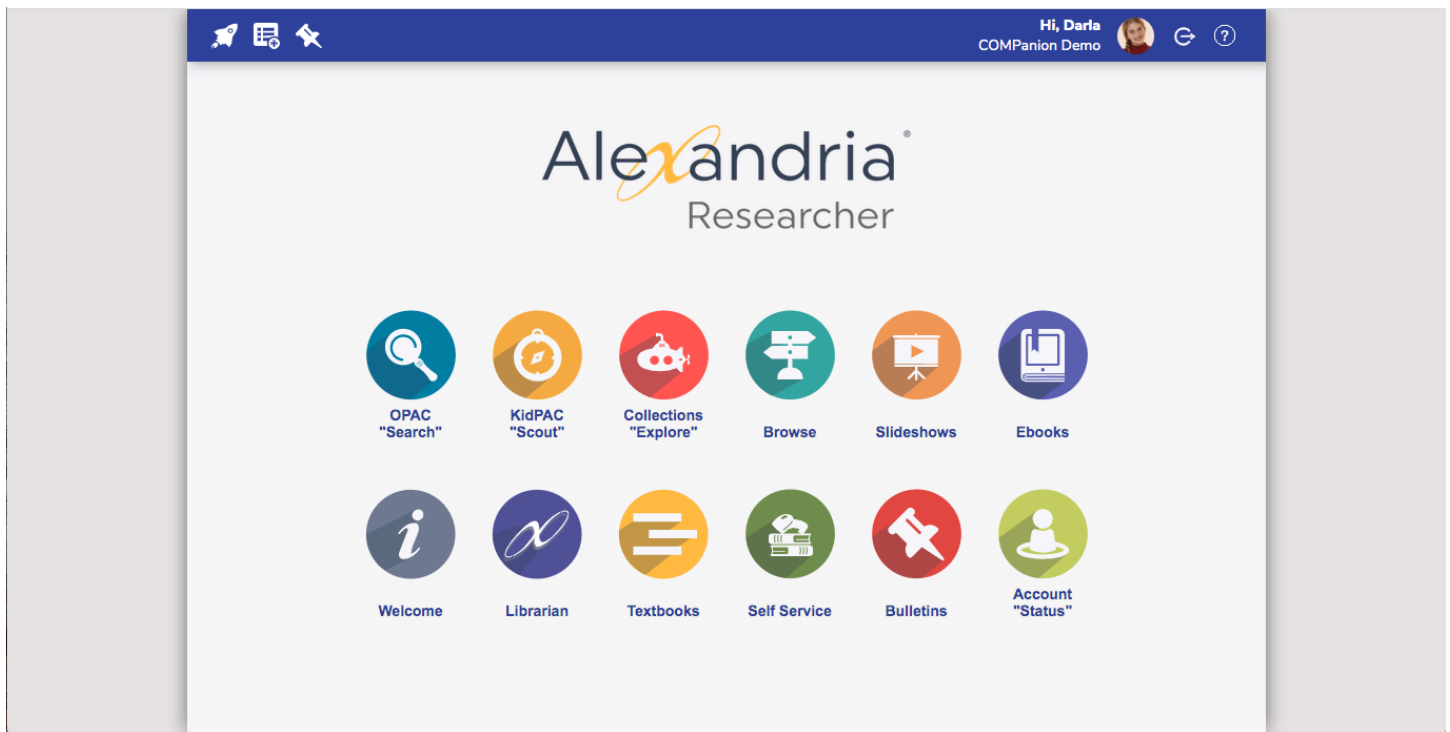 Hi, Darla
COMPanion Demo
Alexandria®
Researcher
OPAC
"Search"
KidPAC
"Scout"
Collections
"Explore"
Browse
Slideshows
Ebooks
Welcome
Librarian
Textbooks
Self Service
Bulletins
Account
"Status"